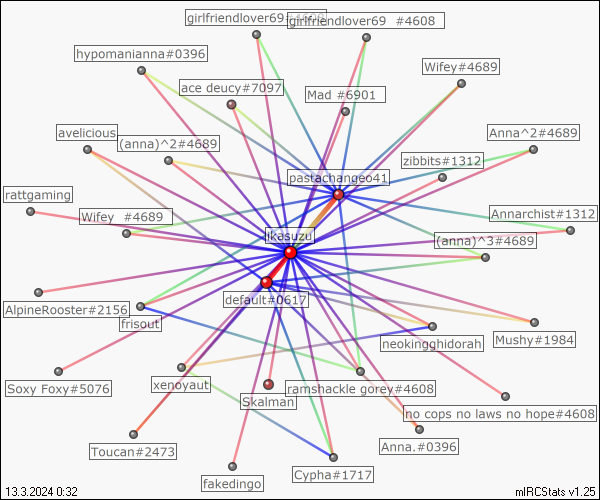 girlfriendlover69#4608
girlfriendlover69 #4608
hypomanianna#0396
Wifey#4689
ace deucy#7097
Mad #6901
avelicious
(anna)^2#4689
Anna^2#4689
zibbits#1312
pastachangeo41
rattgaming
Wifey #4689
Annarchist#1312
jkasuzu
(anna)^3#4689
default#0617
AlpineRooster#2156
frisout
neokingghidorah
Mushy#1984
Soxy Foxy#5076
xenoyaut
Skalman
ramshackle gorey#4608
no cops no laws no hope#4608
Toucan#2473
Anna.#0396
fakedingo
Cypha#1717
13.3.2024 0:32
mIRCStats v1.25